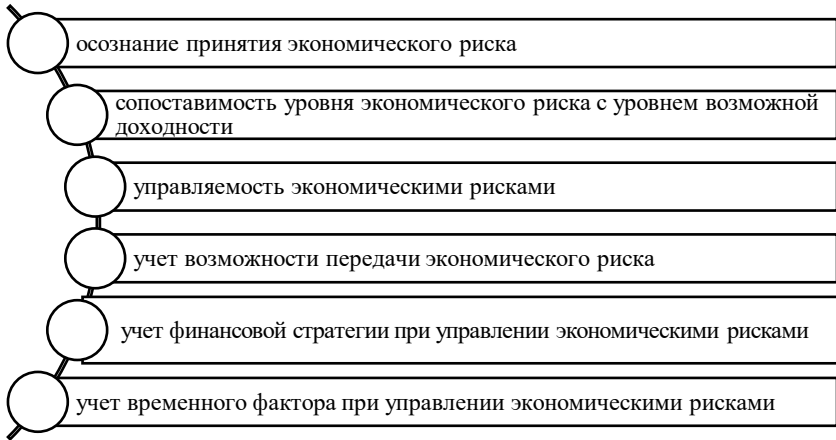 осознание принятия экономического риска
сопоставимость уровня экономического риска с уровнем возможной
доходности
управляемость экономическими рисками
учет возможности передачи экономического риска
учет финансовой стратегии при управлении экономическими рисками
учет временного фактора при управлении экономическими рисками